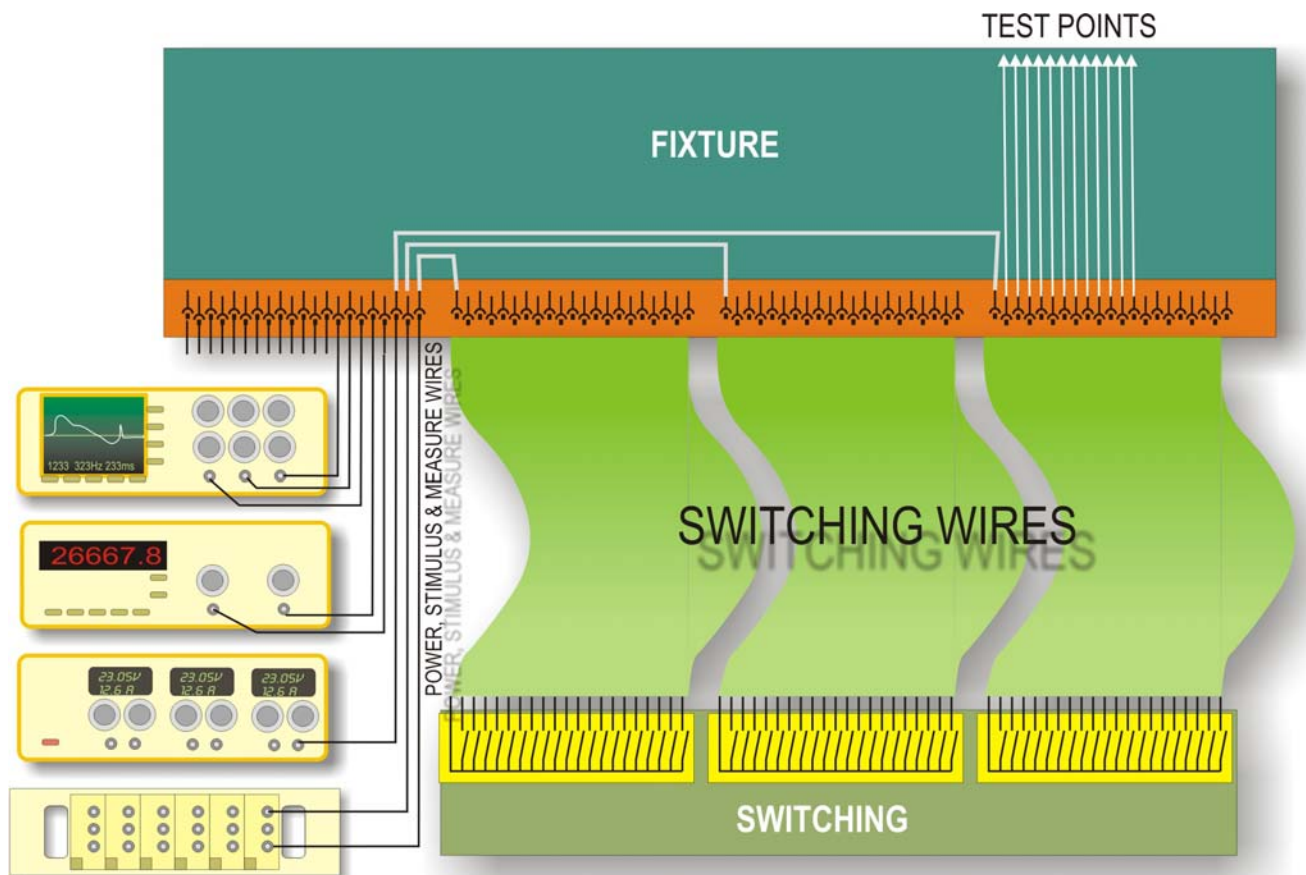 TEST POINTS
FIXTURE
POWER, STIMULUS & MEASURE WIRES
1233 323Hz 233ms
SWITCHING WIRES
26667.8
23.05V 23.05V 23.05V
12.6 A 12.6 A 12.6 A
SWITCHING